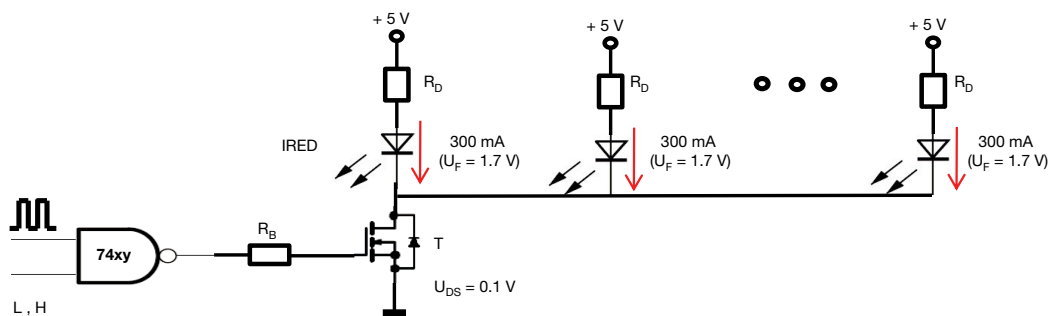 + 5 V
+ 5 V
+ 5 V
R_D
R_D
R_D
IRED
300 mA
(U_F = 1.7 V)
300 mA
(U_F = 1.7 V)
300 mA
(U_F = 1.7 V)
74xy
R_B
T
U_DS = 0.1 V
L , H